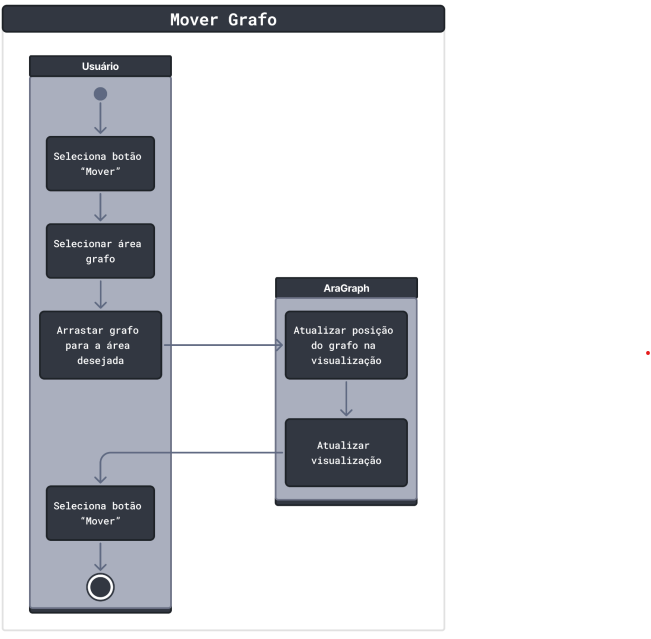 Mover Grafo
Usuário
Seleciona botão
“Mover”
Selecionar área
grafo
Arrastar grafo
para a área
desejada
AraGraph
Atualizar posição
do grafo na
visualização
Atualizar
visualização
Seleciona botão
“Mover”